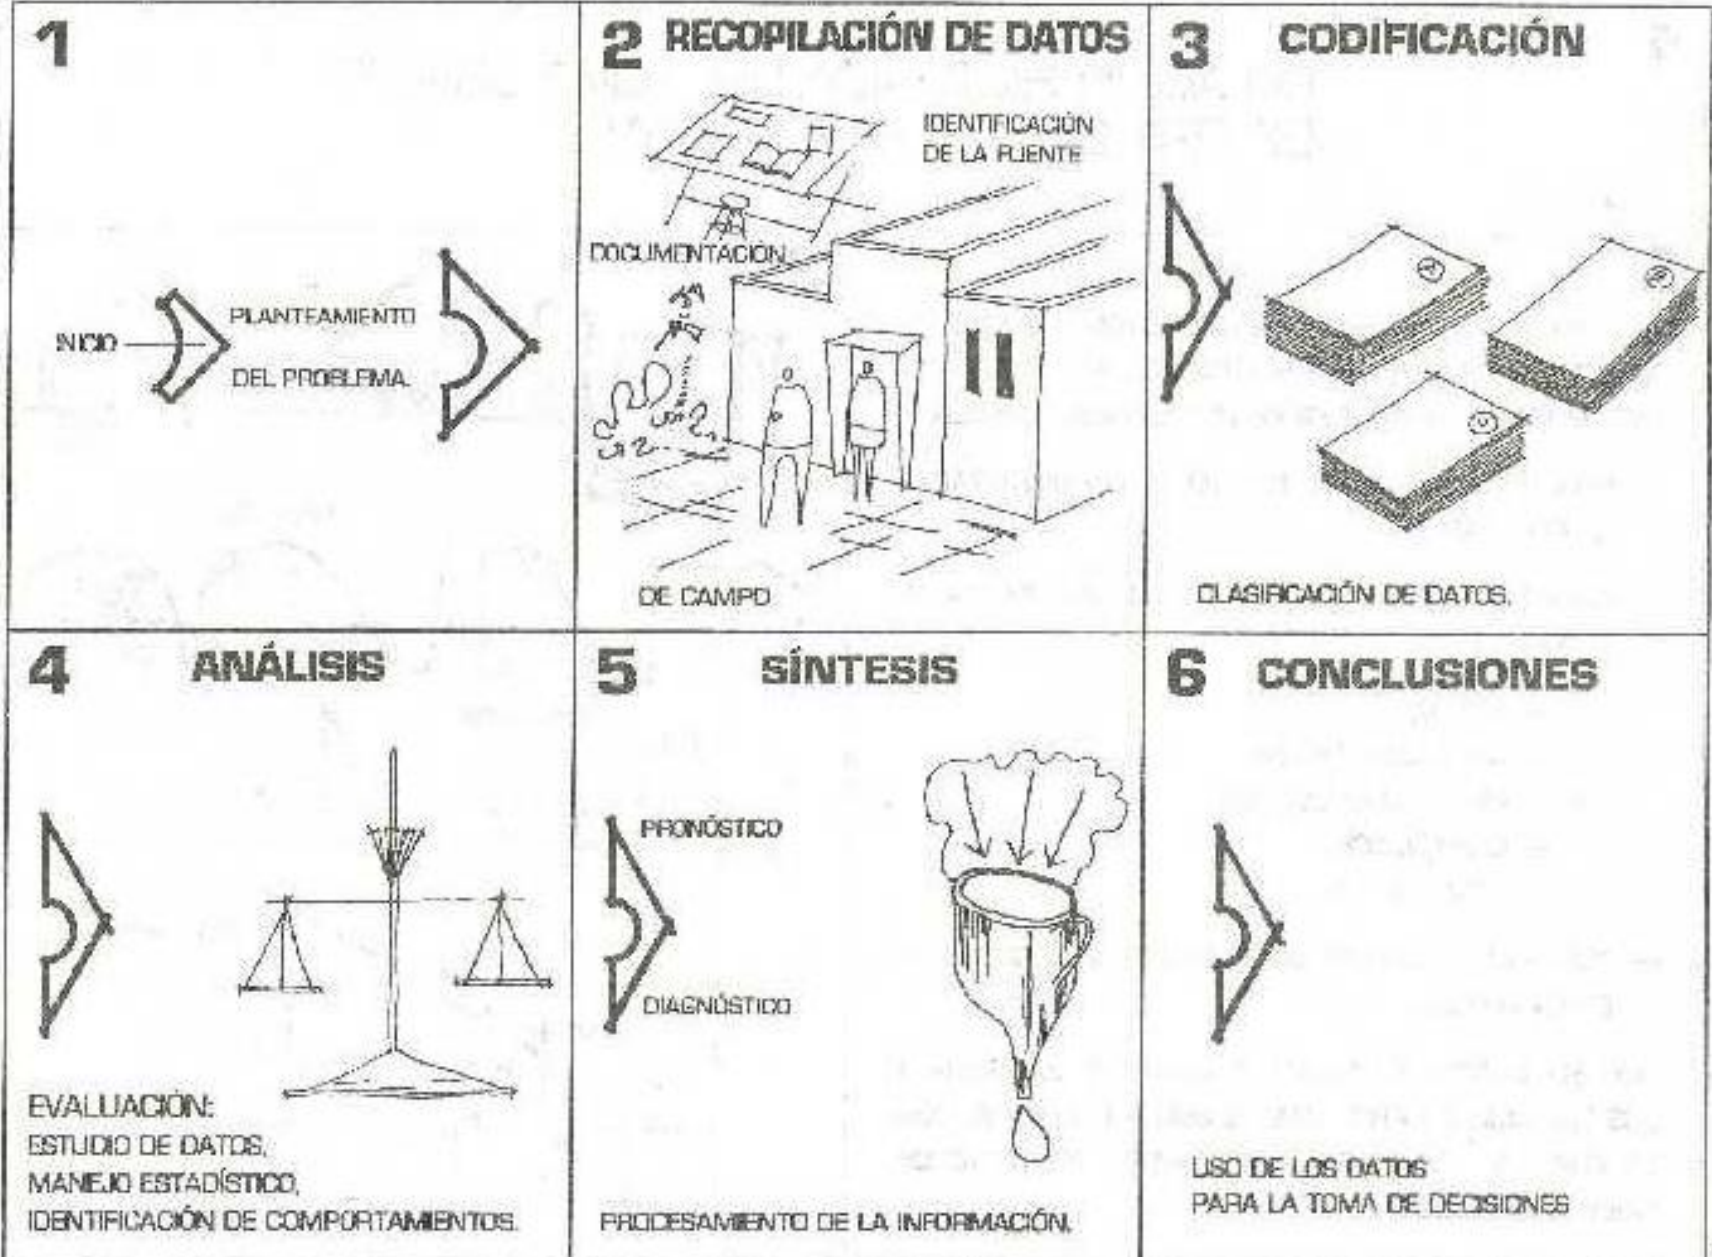 1
INICIO
PLANTEAMIENTO
DEL PROBLEMA.
2 RECOPILACIÓN DE DATOS
IDENTIFICACIÓN
DE LA FUENTE
DOCUMENTACIÓN
DE CAMPO
3 CODIFICACIÓN
CLASIFICACIÓN DE DATOS.
4 ANÁLISIS
EVALUACIÓN:
ESTUDIO DE DATOS,
MANEJO ESTADÍSTICO,
IDENTIFICACIÓN DE COMPORTAMIENTOS.
5 SÍNTESIS
PRONÓSTICO
DIAGNÓSTICO
PROCESAMIENTO DE LA INFORMACIÓN.
6 CONCLUSIONES
USO DE LOS DATOS
PARA LA TOMA DE DECISIONES